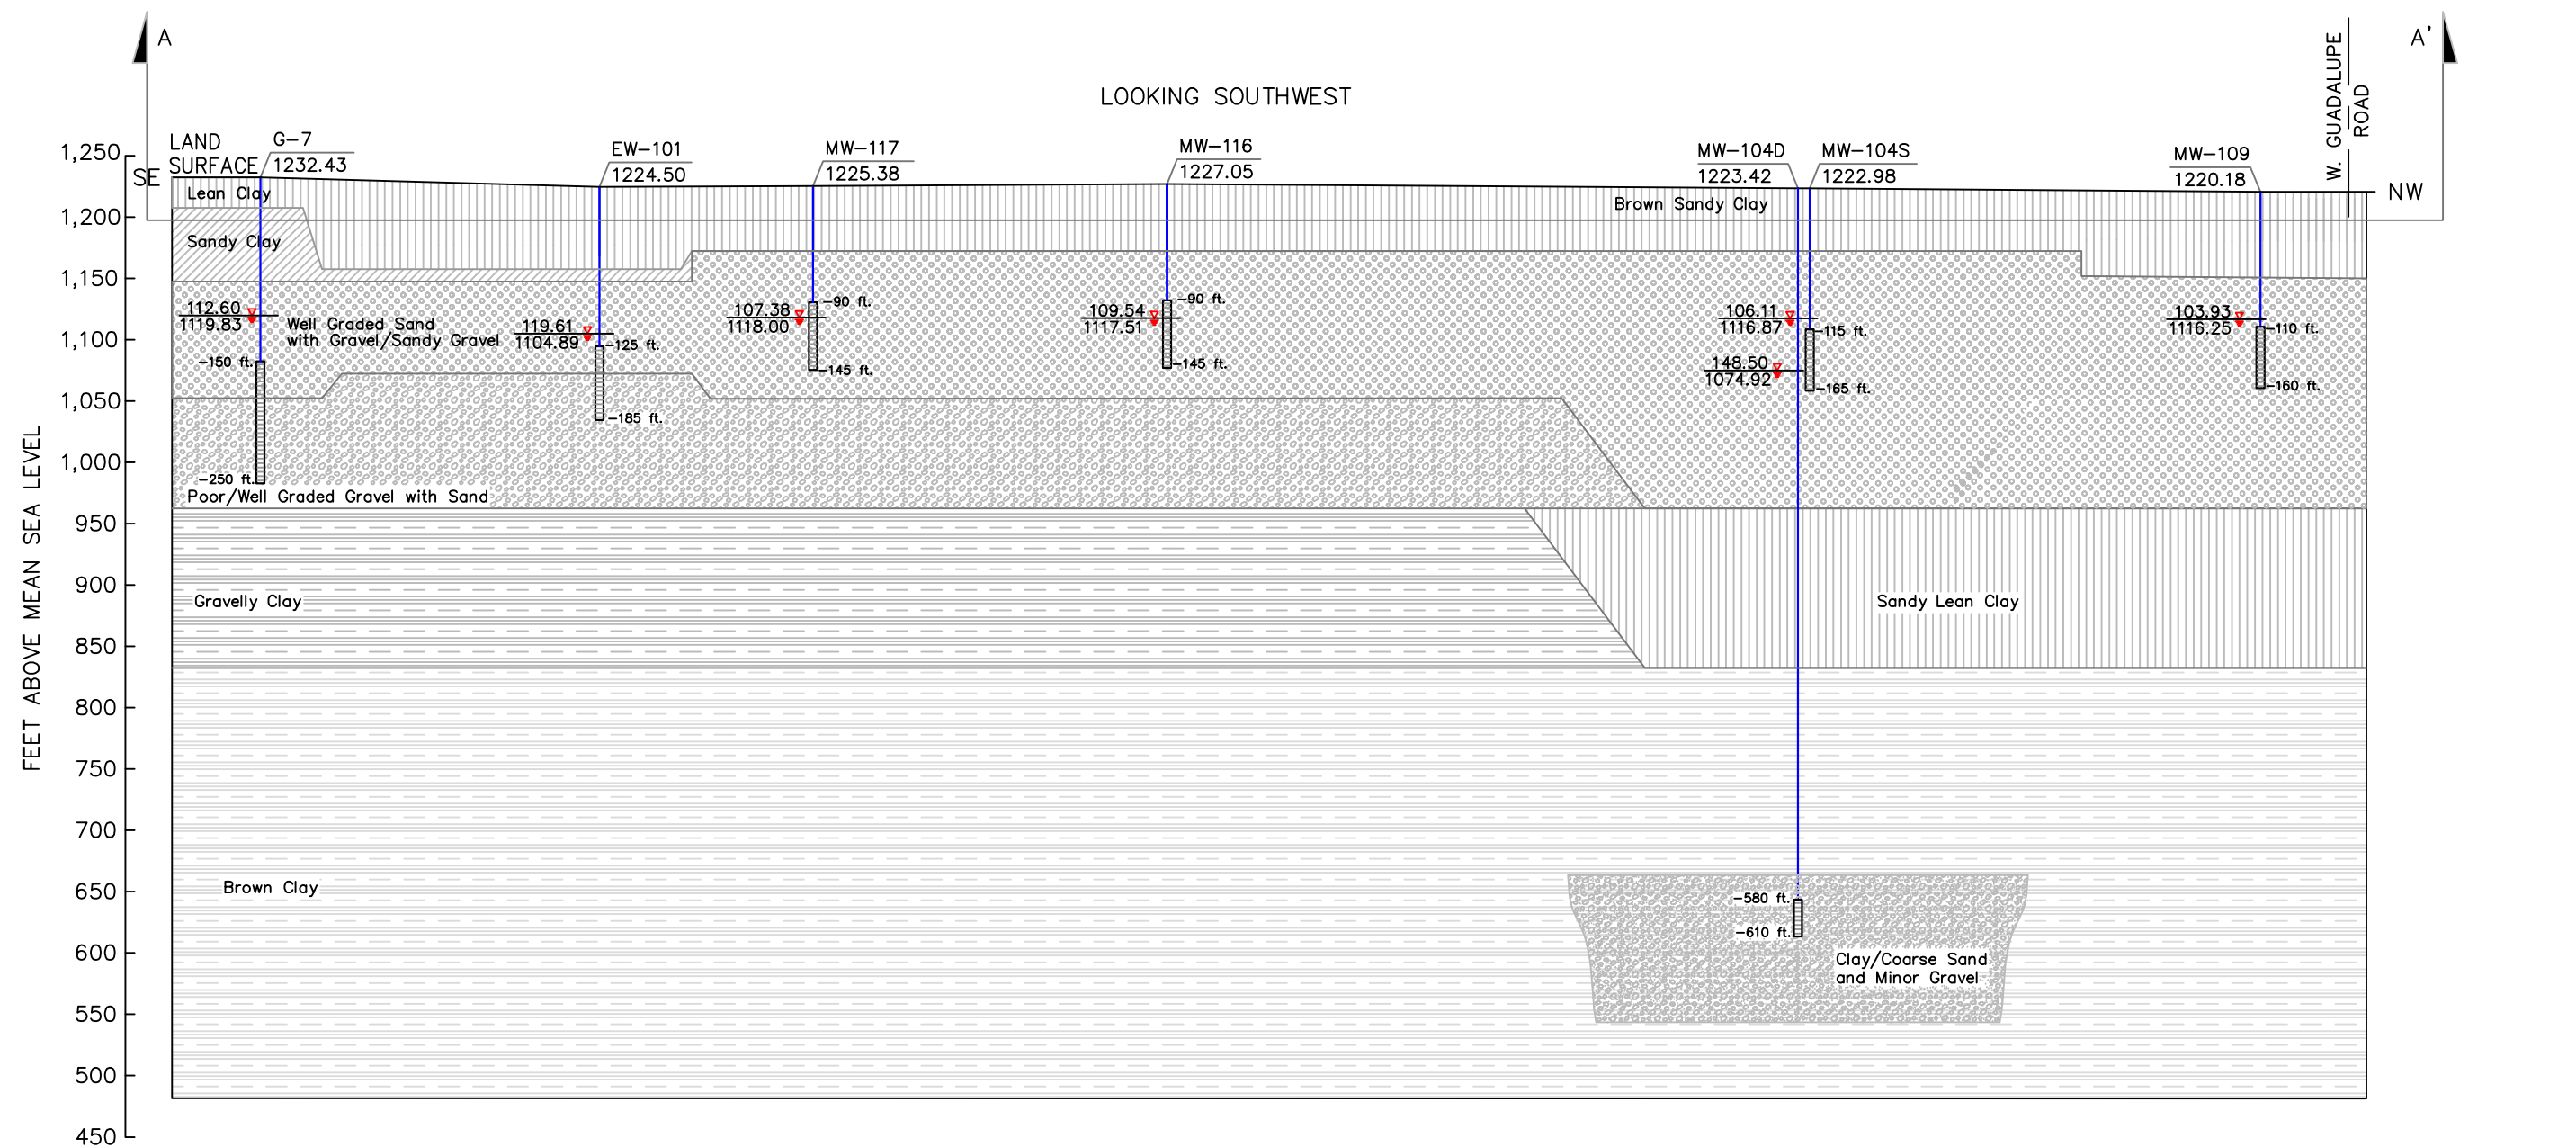 A
A'
W. GUADALUPE
ROAD
LOOKING SOUTHWEST
LAND
SURFACE
SE
NW
G-7
1232.43
EW-101
1224.50
MW-117
1225.38
MW-116
1227.05
MW-104D
1223.42
MW-104S
1222.98
MW-109
1220.18
FEET ABOVE MEAN SEA LEVEL
1,250
1,200
1,150
1,100
1,050
1,000
950
900
850
800
750
700
650
600
550
500
450
Lean Clay
Brown Sandy Clay
Sandy Clay
112.60
1119.83
Well Graded Sand
with Gravel/Sandy Gravel
119.61
1104.89
107.38
1118.00
109.54
1117.51
106.11
1116.87
148.50
1074.92
103.93
1116.25
-150 ft.
-250 ft.
-125 ft.
-185 ft.
-90 ft.
-145 ft.
-90 ft.
-145 ft.
-115 ft.
-165 ft.
-110 ft.
-160 ft.
Poor/Well Graded Gravel with Sand
Gravelly Clay
Sandy Lean Clay
Brown Clay
-580 ft.
-610 ft.
Clay/Coarse Sand
and Minor Gravel